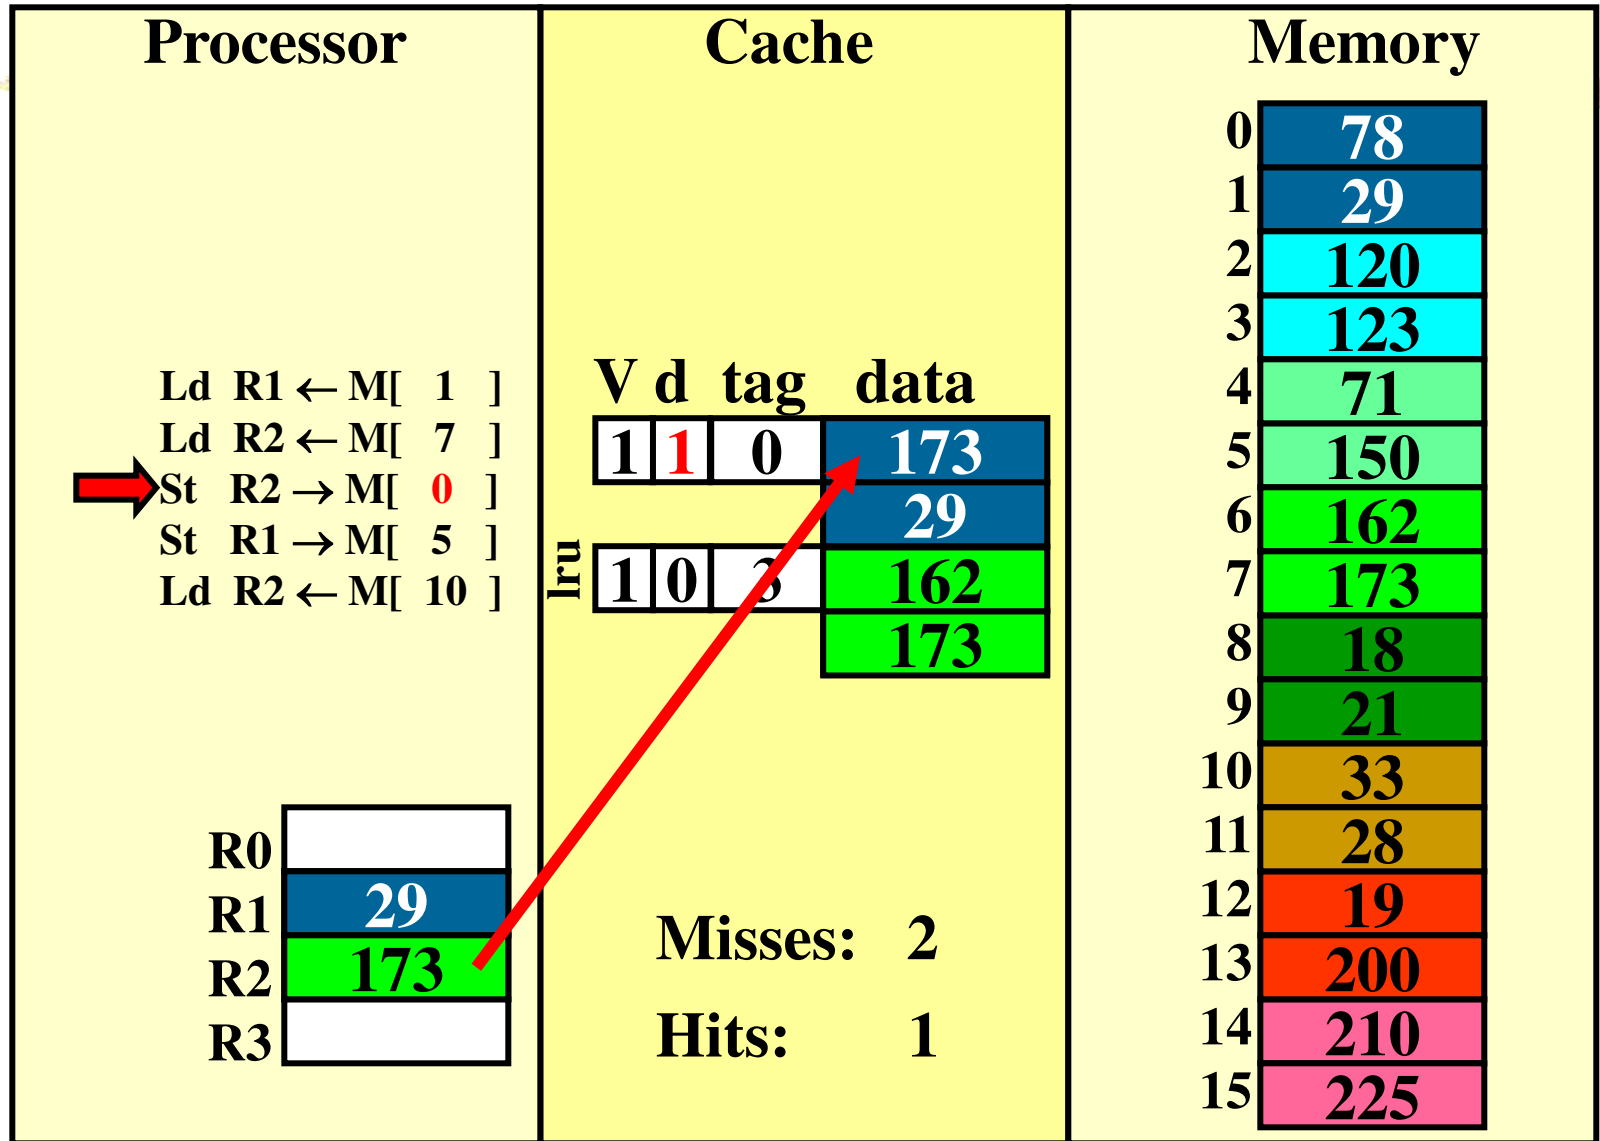 Processor
Cache
Memory
Ld R1 ← M[ 1 ]
Ld R2 ← M[ 7 ]
St R2 → M[ 0 ]
St R1 → M[ 5 ]
Ld R2 ← M[ 10 ]
R0
R1 29
R2 173
R3
V d tag data
1 1 0 173
29
lru
1 0 3 162
173
Misses: 2
Hits: 1
0 78
1 29
2 120
3 123
4 71
5 150
6 162
7 173
8 18
9 21
10 33
11 28
12 19
13 200
14 210
15 225